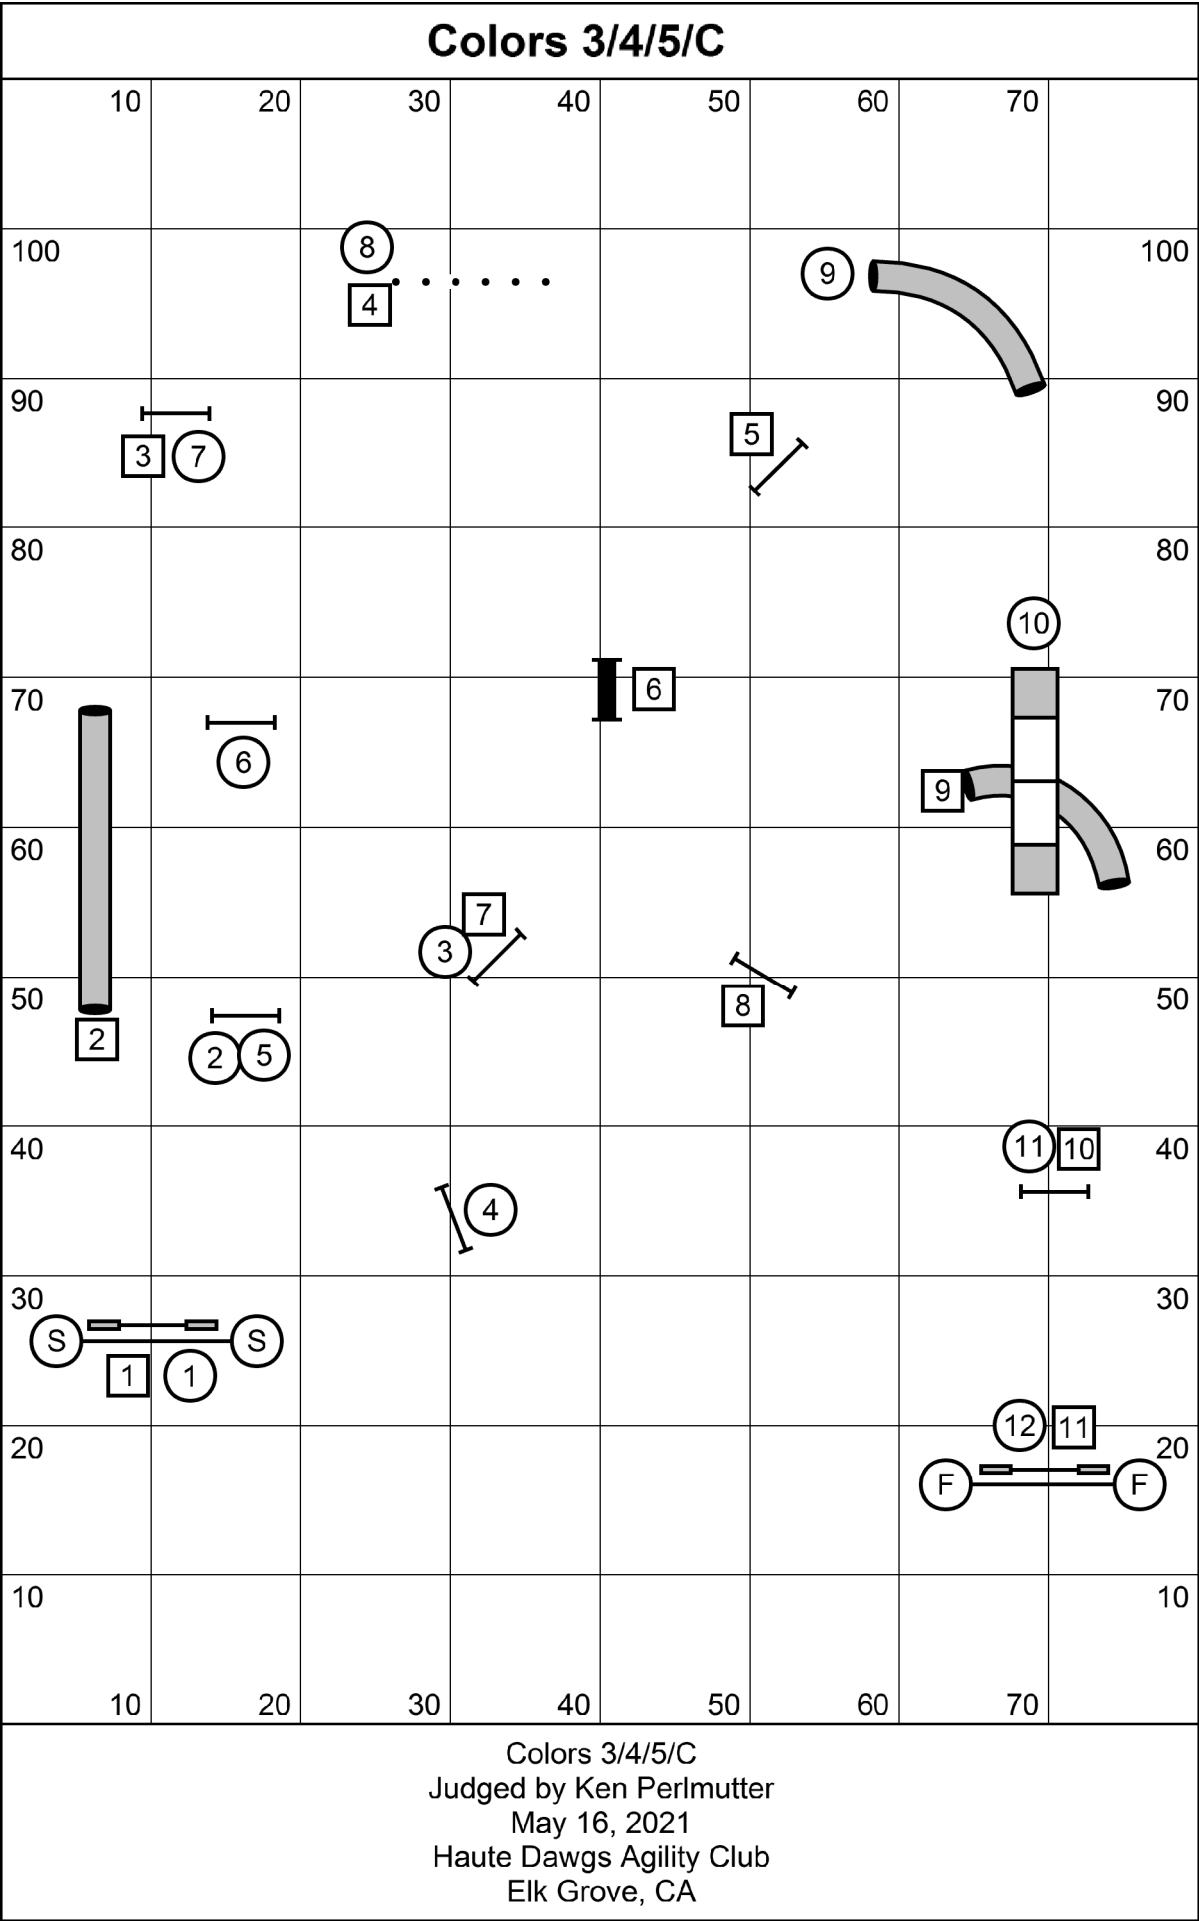 Colors 3/4/5/C
10 20 30 40 50 60 70
100 8 9 100
4
90 90
5
3 7
80 80
10
70 6 70
6
9
60 60
7
3
50 8 50
2 2 5
40 11 10 40
4
30 30
S S
1 1
12 11
20 20
F F
10 10
10 20 30 40 50 60 70
Colors 3/4/5/C
Judged by Ken Perlmutter
May 16, 2021
Haute Dawgs Agility Club
Elk Grove, CA